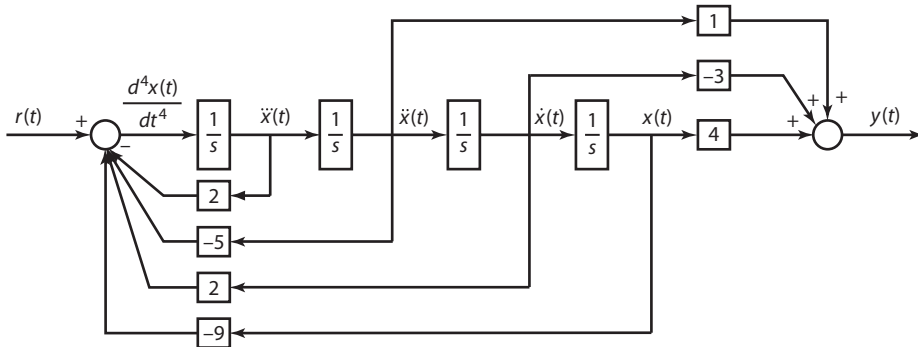 1
−3
d⁴x(t)
dt⁴
r(t)
+
−
1
s
x⃛(t)
1
s
ẍ(t)
1
s
ẋ(t)
1
s
x(t)
4
+
+
+
y(t)
2
−5
2
−9